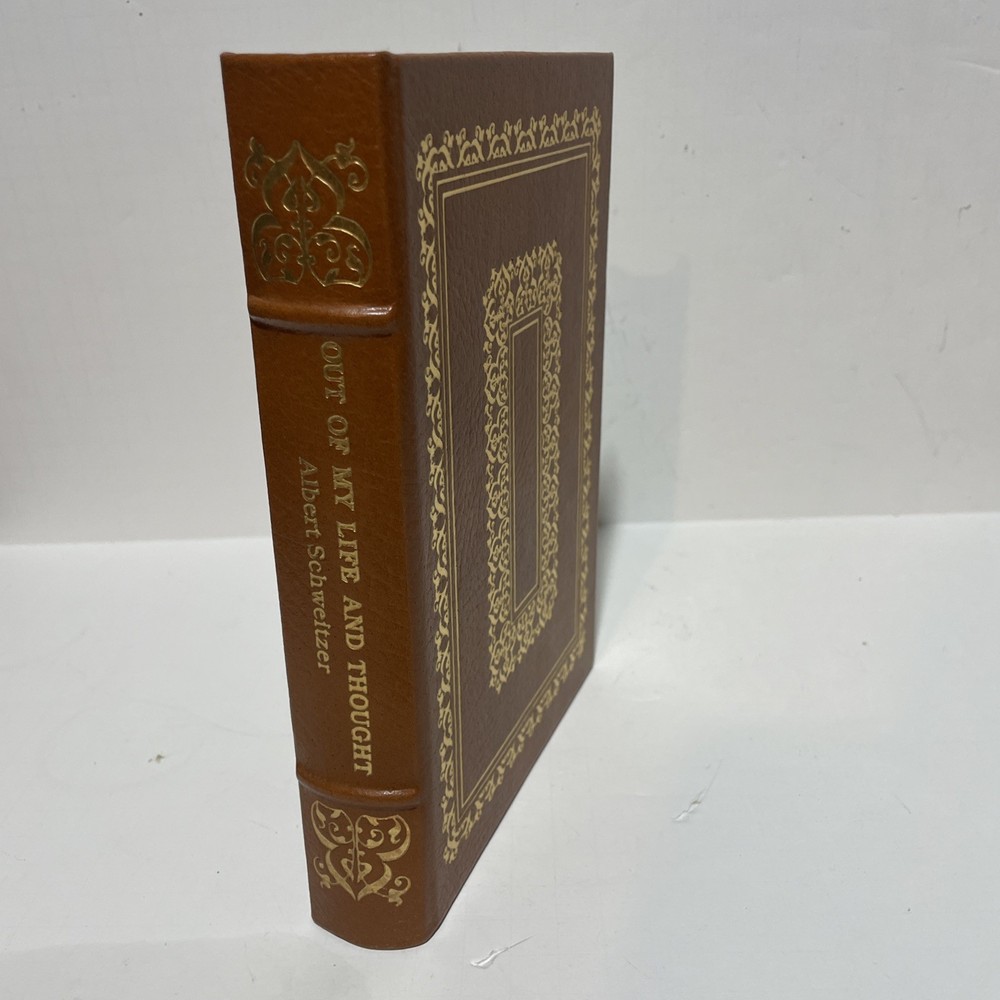 OUT OF MY LIFE AND THOUGHT
Albert Schweitzer